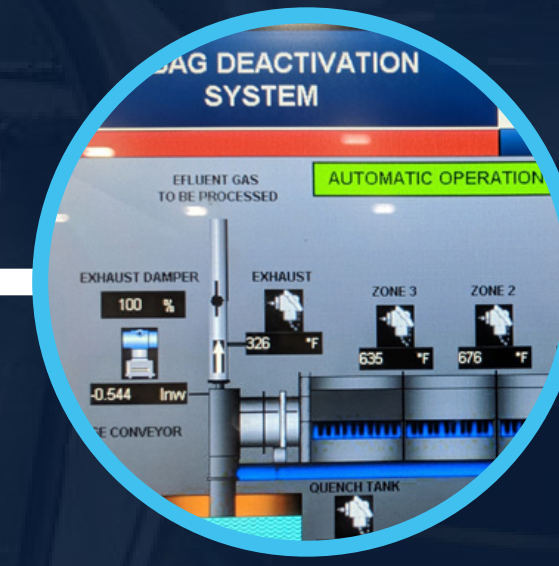 BAG DEACTIVATION
SYSTEM
EFLUENT GAS
TO BE PROCESSED
AUTOMATIC OPERATION
EXHAUST DAMPER
100 %
EXHAUST
326 °F
ZONE 3
635 °F
ZONE 2
676 °F
-0.544 Inw
CONVEYOR
QUENCH TANK